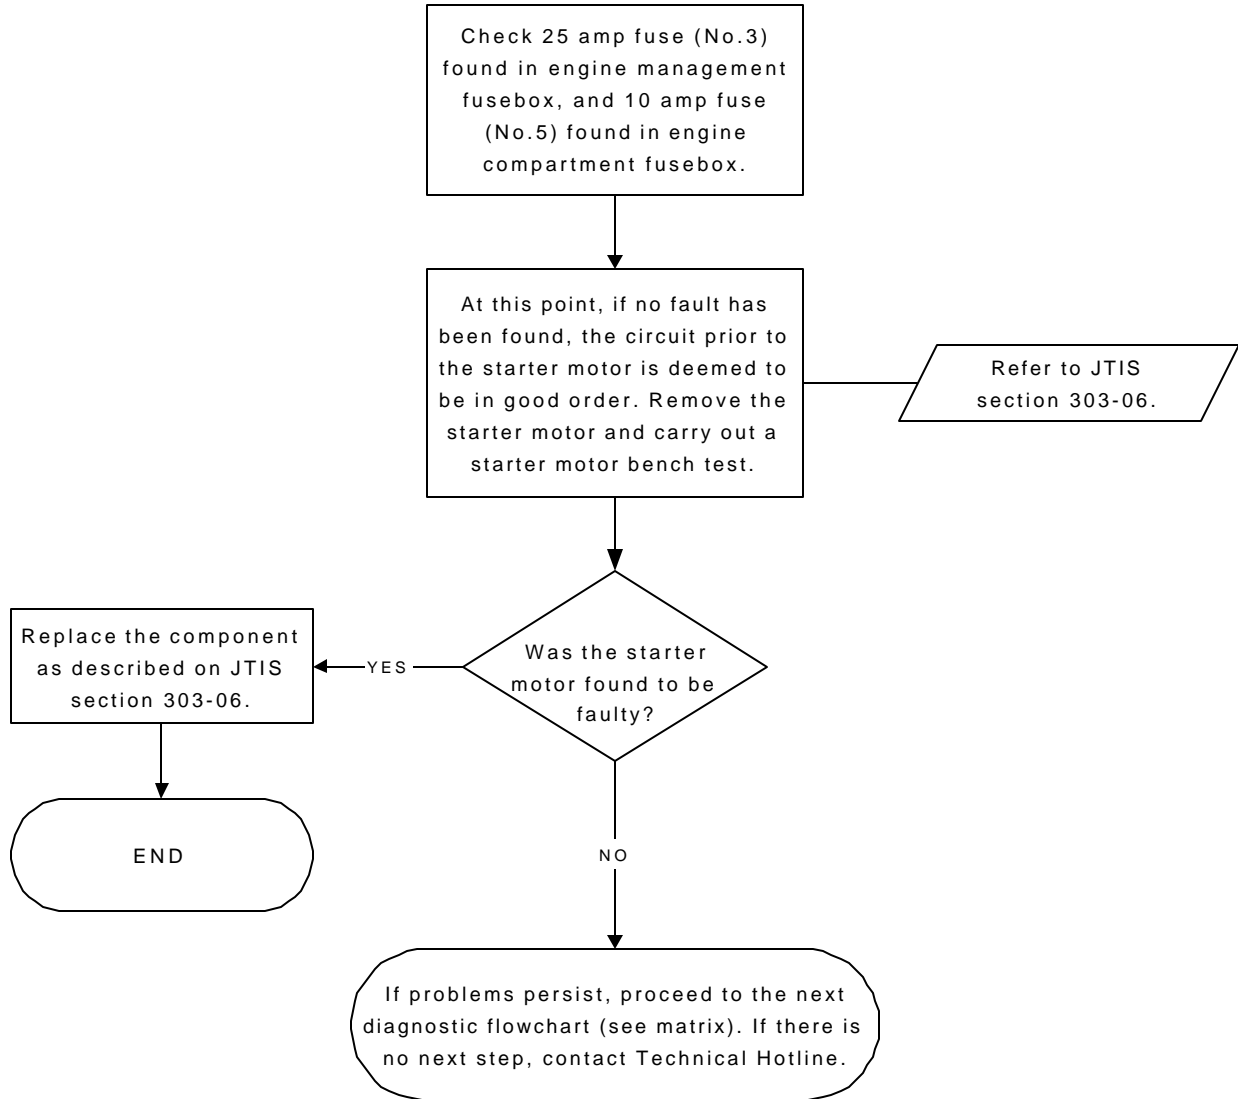 Check 25 amp fuse (No.3)
found in engine management
fusebox, and 10 amp fuse
(No.5) found in engine
compartment fusebox.
At this point, if no fault has
been found, the circuit prior to
the starter motor is deemed to
be in good order. Remove the
starter motor and carry out a
starter motor bench test.
Refer to JTIS
section 303-06.
Was the starter
motor found to be
faulty?
YES
Replace the component
as described on JTIS
section 303-06.
END
NO
If problems persist, proceed to the next
diagnostic flowchart (see matrix). If there is
no next step, contact Technical Hotline.